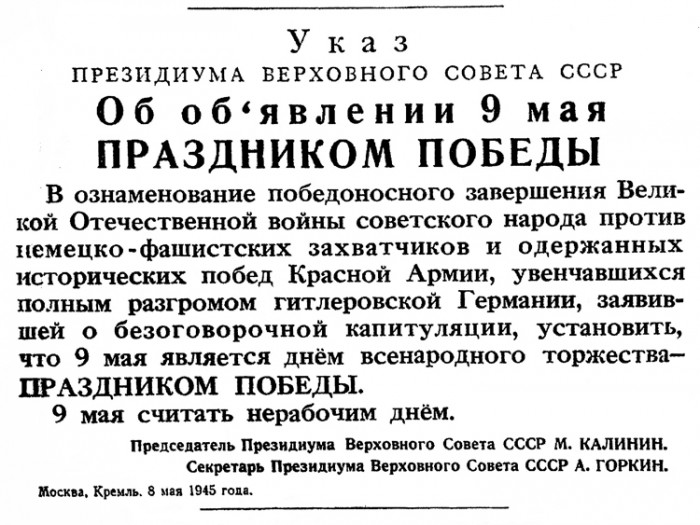 Указ
ПРЕЗИДИУМА ВЕРХОВНОГО СОВЕТА СССР
Об об‘явлении 9 мая
ПРАЗДНИКОМ ПОБЕДЫ
В ознаменование победоносного завершения Вели-
кой Отечественной войны советского народа против
немецко-фашистских захватчиков и одержанных
исторических побед Красной Армии, увенчавшихся
полным разгромом гитлеровской Германии, заявив-
шей о безоговорочной капитуляции, установить,
что 9 мая является днём всенародного торжества—
ПРАЗДНИКОМ ПОБЕДЫ.
9 мая считать нерабочим днём.
Председатель Президиума Верховного Совета СССР М. КАЛИНИН.
Секретарь Президиума Верховного Совета СССР А. ГОРКИН.
Москва, Кремль. 8 мая 1945 года.